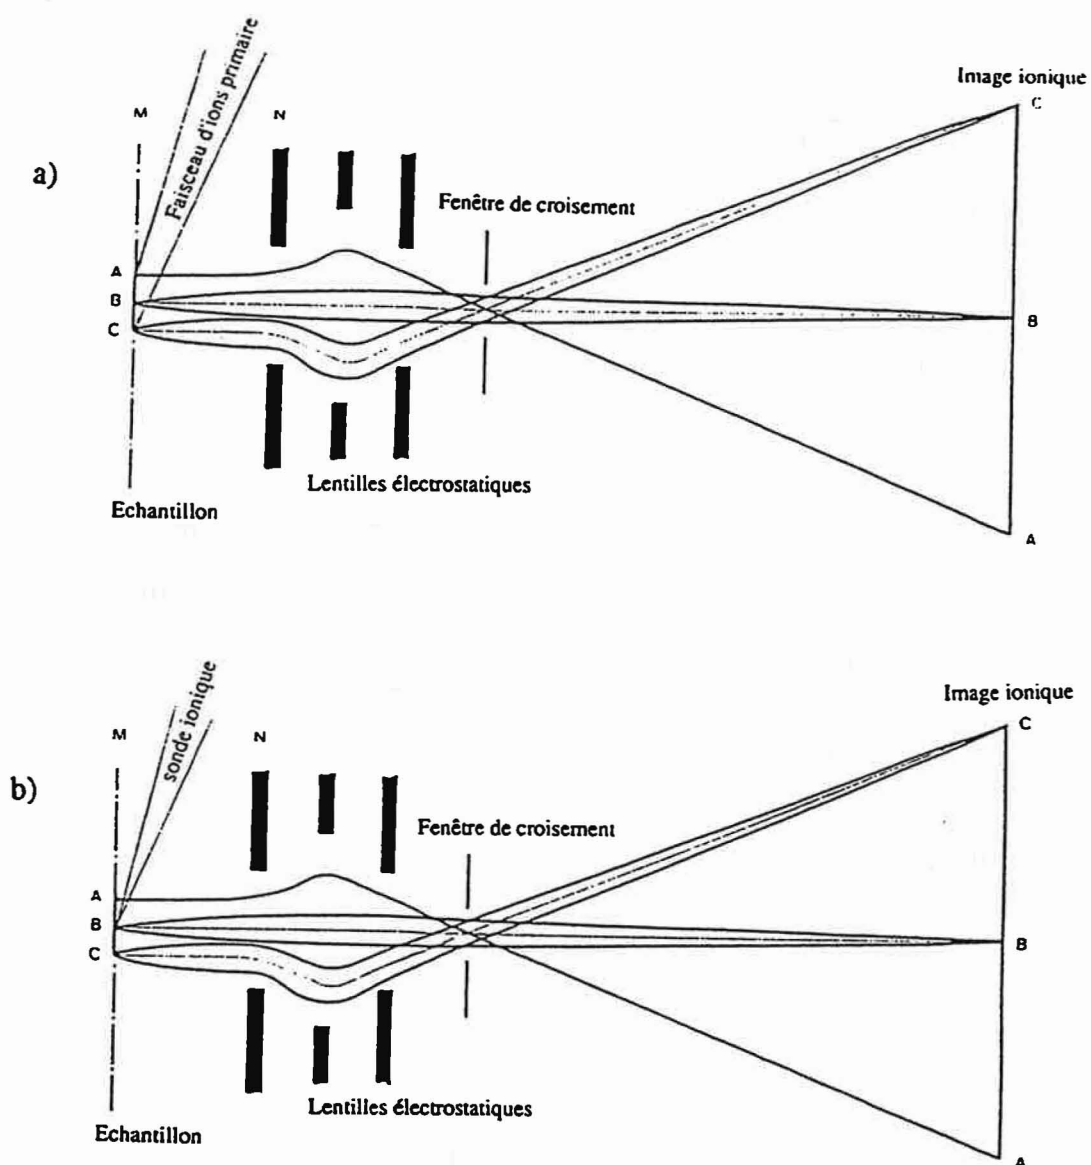 a)
Faisceau d'ions primaire
Image ionique
C
M
N
Fenêtre de croisement
A
B
C
B
Lentilles électrostatiques
Echantillon
A
b)
sonde ionique
Image ionique
C
M
N
Fenêtre de croisement
A
B
C
B
Lentilles électrostatiques
Echantillon
A